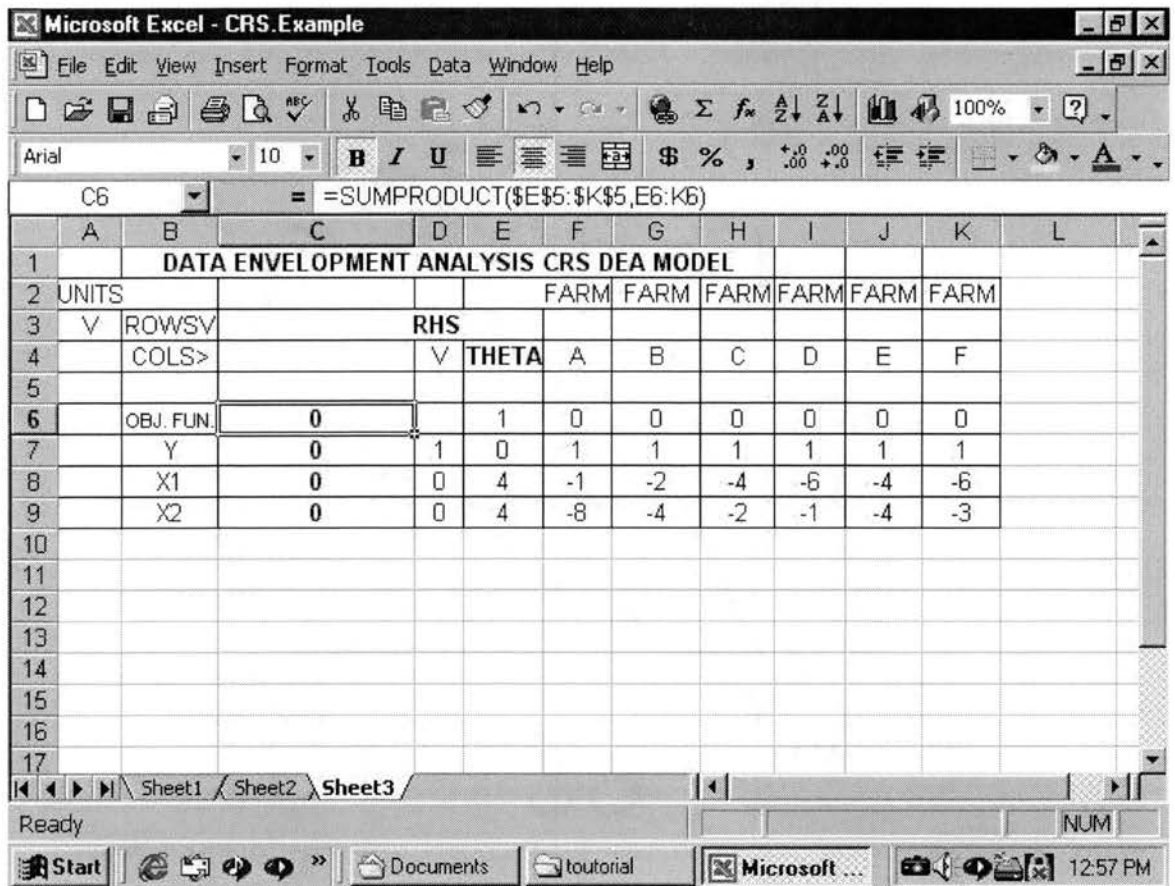 Microsoft Excel - CRS.Example
File Edit View Insert Format Tools Data Window Help
100%
Arial 10 B I U $ % , .00 .00 A
C6 = =SUMPRODUCT($E$5:$K$5,E6:K6)
A B C D E F G H I J K L
1 DATA ENVELOPMENT ANALYSIS CRS DEA MODEL
2 UNITS FARM FARM FARM FARM FARM FARM
3 V ROWSV RHS
4 COLS> V THETA A B C D E F
5
6 OBJ. FUN. 0 1 0 0 0 0 0 0
7 Y 0 1 0 1 1 1 1 1 1
8 X1 0 0 4 -1 -2 -4 -6 -4 -6
9 X2 0 0 4 -8 -4 -2 -1 -4 -3
10
11
12
13
14
15
16
17
Sheet1 Sheet2 Sheet3
Ready NUM
Start » Documents toutorial Microsoft ... 12:57 PM